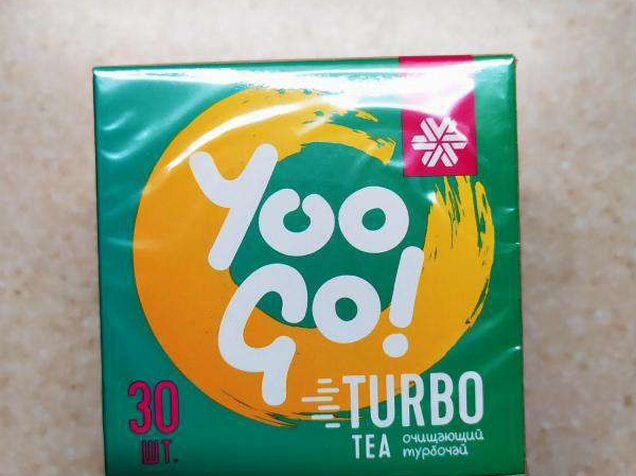 Yoo
Go!
TURBO
30
ШТ.
TEA очищающий
турбочай